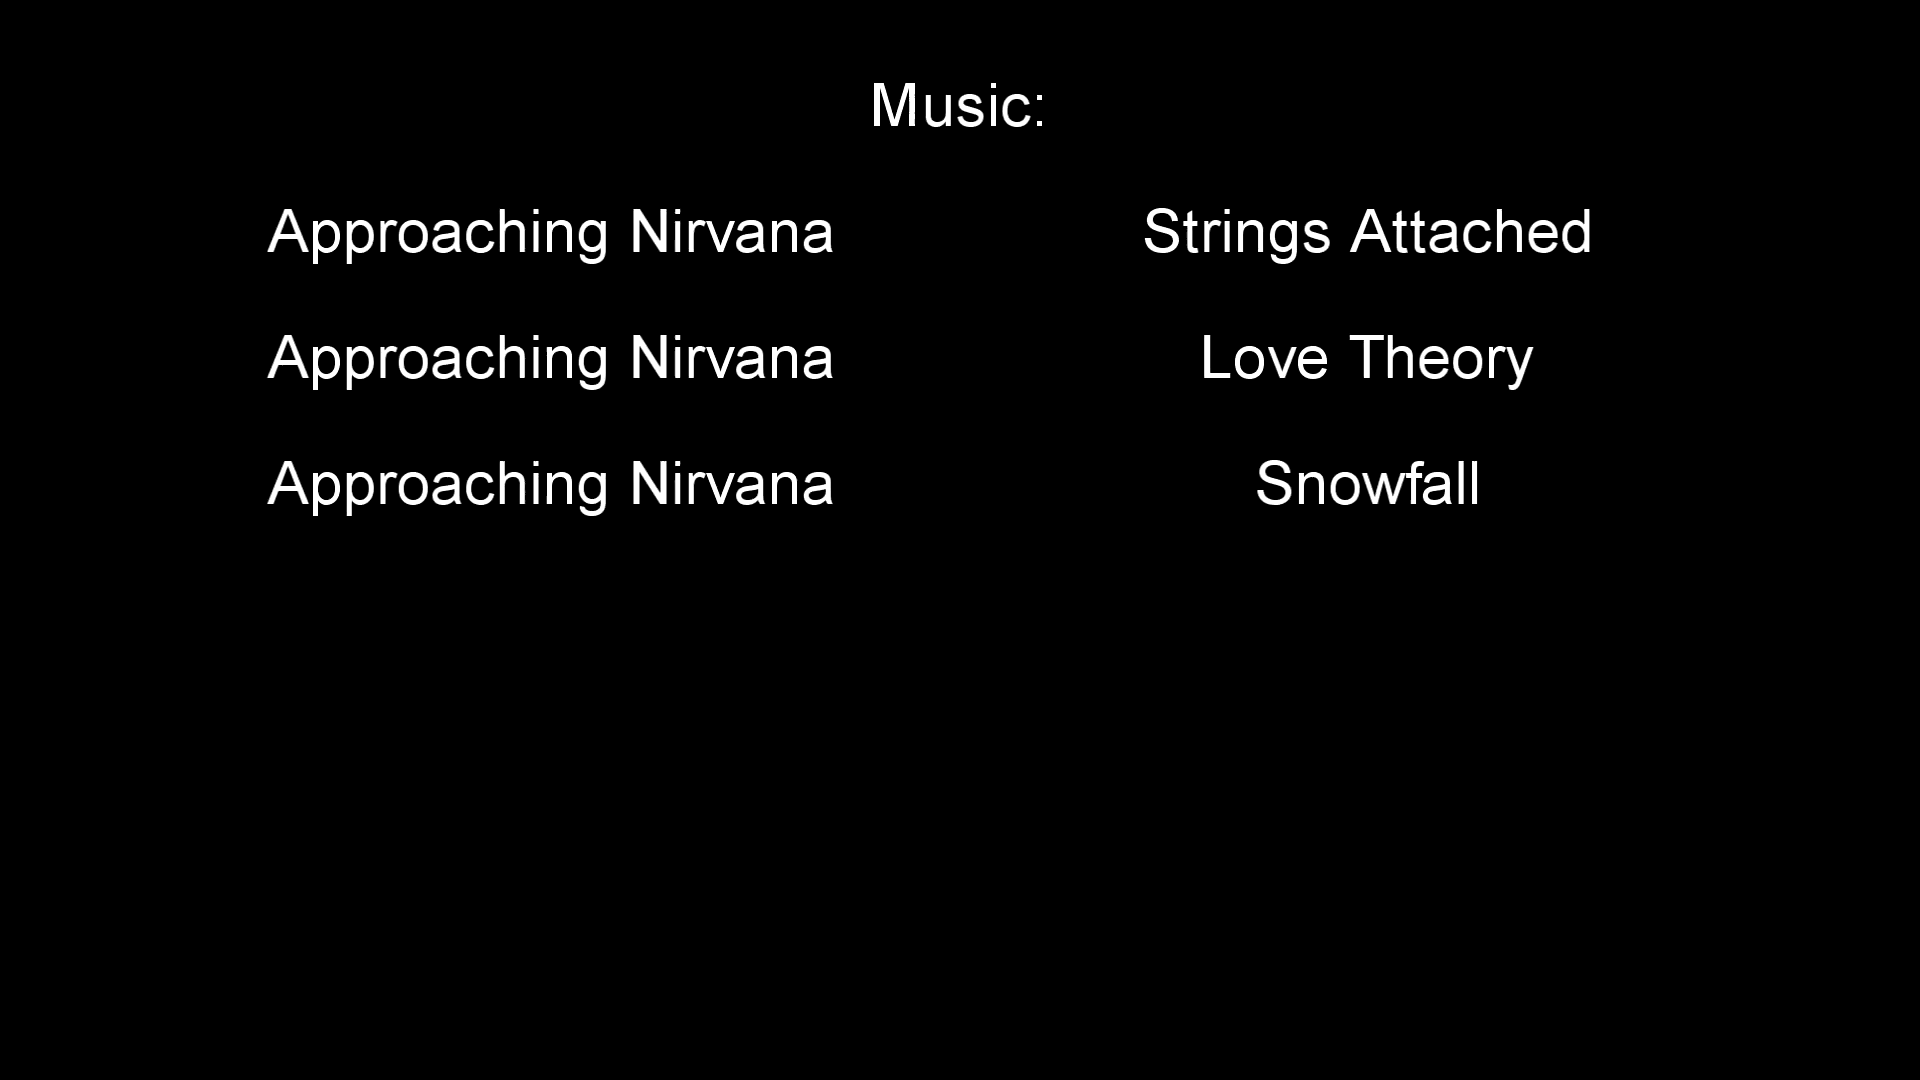 Music:
Approaching Nirvana Strings Attached
Approaching Nirvana Love Theory
Approaching Nirvana Snowfall